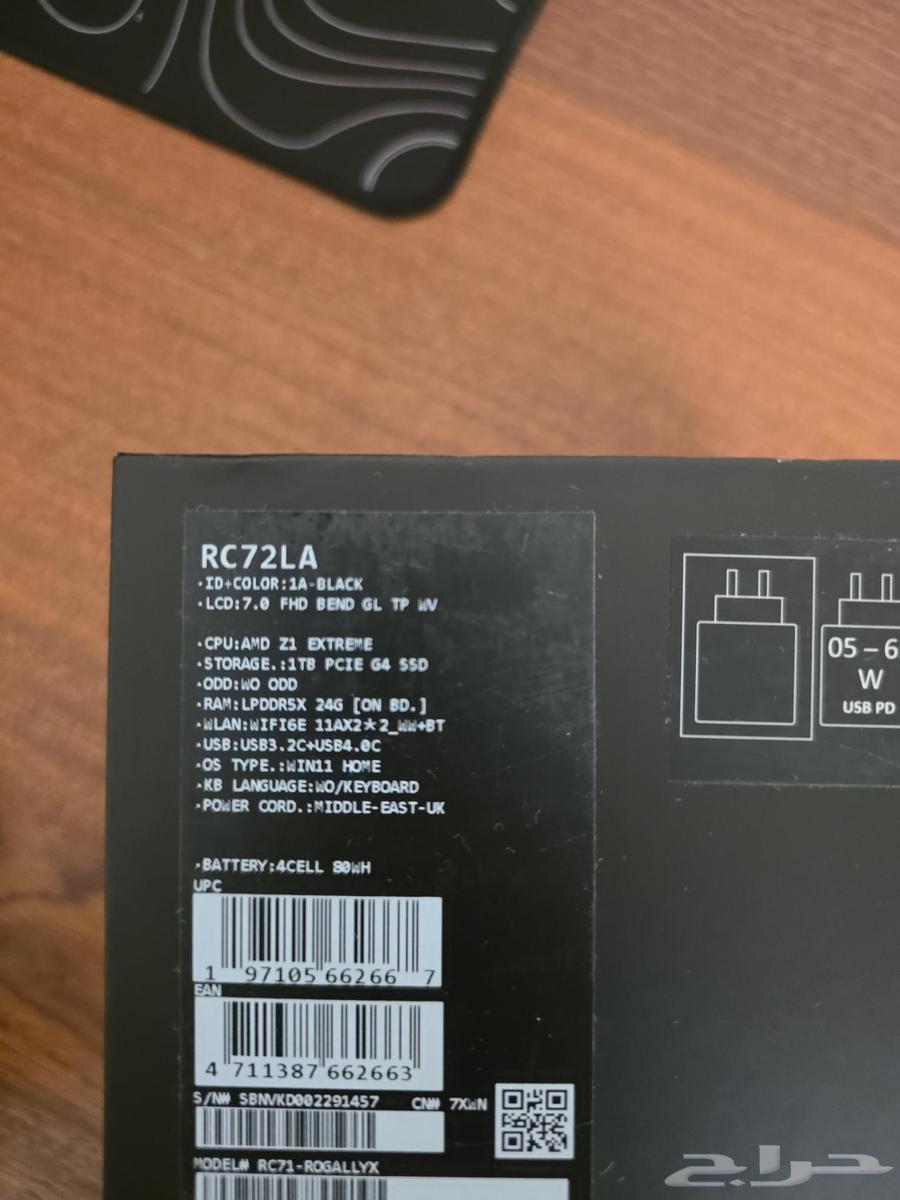 RC72LA
·ID+COLOR:1A-BLACK
·LCD:7.0 FHD BEND GL TP WV
·CPU:AMD Z1 EXTREME
·STORAGE.:1TB PCIE G4 SSD
·ODD:WO ODD
·RAM:LPDDR5X 24G [ON BD.]
·WLAN:WIFI6E 11AX2*2_WW+BT
·USB:USB3.2C+USB4.0C
·OS TYPE.:WIN11 HOME
·KB LANGUAGE:WO/KEYBOARD
·POWER CORD.:MIDDLE-EAST-UK
·BATTERY:4CELL 80WH
UPC
1 97105 66266 7
EAN
4 711387 662663
S/N# SBNVKD002291457 CN# 7XWN
MODEL# RC71-ROGALLYX
05 – 6
W
USB PD
حراج